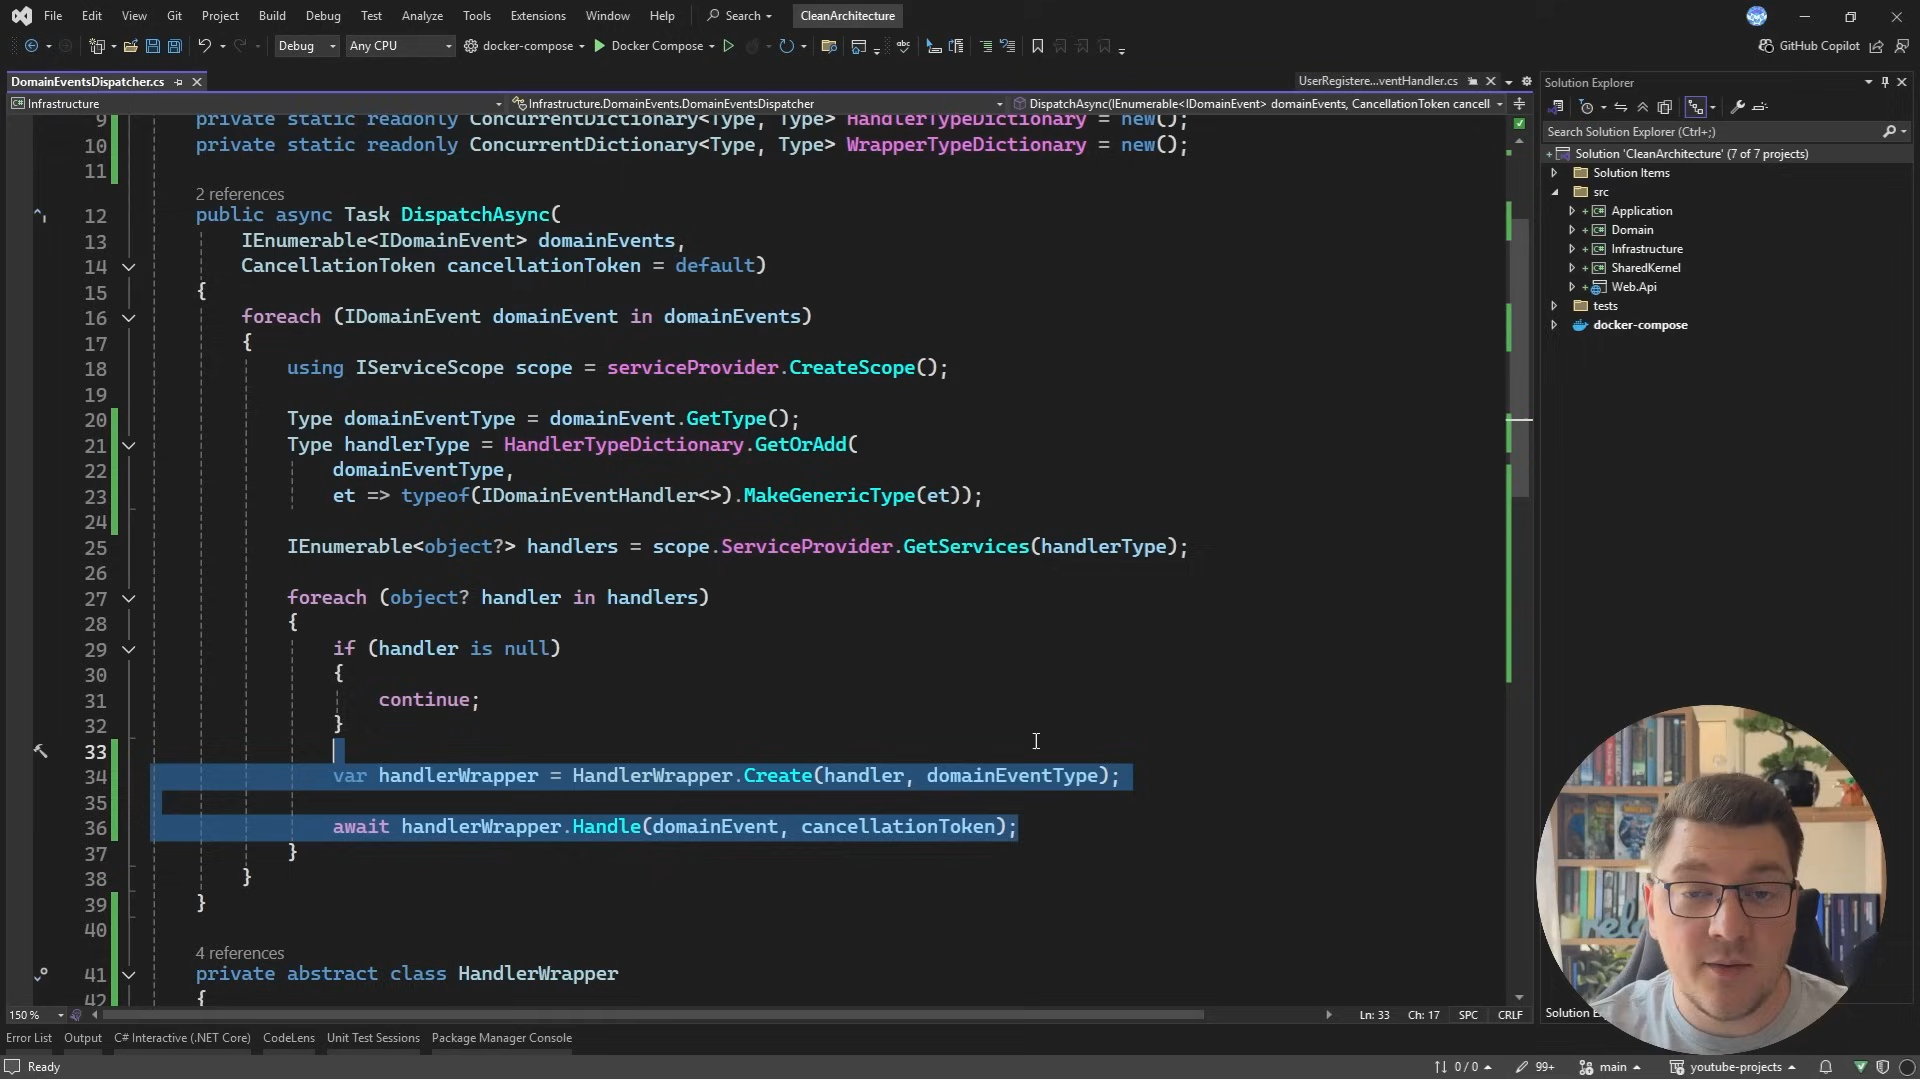 File Edit View Git Project Build Debug Test Analyze Tools Extensions Window Help Search CleanArchitecture
Debug Any CPU docker-compose Docker Compose GitHub Copilot
DomainEventsDispatcher.cs UserRegistere...ventHandler.cs
Infrastructure Infrastructure.DomainEvents.DomainEventsDispatcher DispatchAsync(IEnumerable<IDomainEvent> domainEvents, CancellationToken cancell
9 private static readonly ConcurrentDictionary<Type, Type> HandlerTypeDictionary = new();
10 private static readonly ConcurrentDictionary<Type, Type> WrapperTypeDictionary = new();
11
2 references
12 public async Task DispatchAsync(
13 IEnumerable<IDomainEvent> domainEvents,
14 CancellationToken cancellationToken = default)
15 {
16 foreach (IDomainEvent domainEvent in domainEvents)
17 {
18 using IServiceScope scope = serviceProvider.CreateScope();
19
20 Type domainEventType = domainEvent.GetType();
21 Type handlerType = HandlerTypeDictionary.GetOrAdd(
22 domainEventType,
23 et => typeof(IDomainEventHandler<>).MakeGenericType(et));
24
25 IEnumerable<object?> handlers = scope.ServiceProvider.GetServices(handlerType);
26
27 foreach (object? handler in handlers)
28 {
29 if (handler is null)
30 {
31 continue;
32 }
33
34 var handlerWrapper = HandlerWrapper.Create(handler, domainEventType);
35
36 await handlerWrapper.Handle(domainEvent, cancellationToken);
37 }
38 }
39 }
40
4 references
41 private abstract class HandlerWrapper
42 {
150 % Ln: 33 Ch: 17 SPC CRLF
Solution Explorer
Search Solution Explorer (Ctrl+;)
Solution 'CleanArchitecture' (7 of 7 projects)
Solution Items
src
Application
Domain
Infrastructure
SharedKernel
Web.Api
tests
docker-compose
Solution
Error List Output C# Interactive (.NET Core) CodeLens Unit Test Sessions Package Manager Console
Ready 0 / 0 99+ main youtube-projects